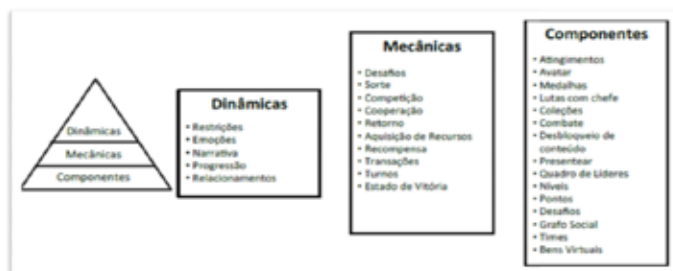 Dinâmicas
Mecânicas
Componentes
Dinâmicas
• Restrições
• Emoções
• Narrativa
• Progressão
• Relacionamentos
Mecânicas
• Desafios
• Sorte
• Competição
• Cooperação
• Retorno
• Aquisição de Recursos
• Recompensa
• Transações
• Turnos
• Estado de Vitória
Componentes
• Atingimentos
• Avatar
• Medalhas
• Lutas com chefe
• Coleções
• Combate
• Desbloqueio de
conteúdo
• Presentear
• Quadro de Líderes
• Níveis
• Pontos
• Desafios
• Grafo Social
• Times
• Bens Virtuais